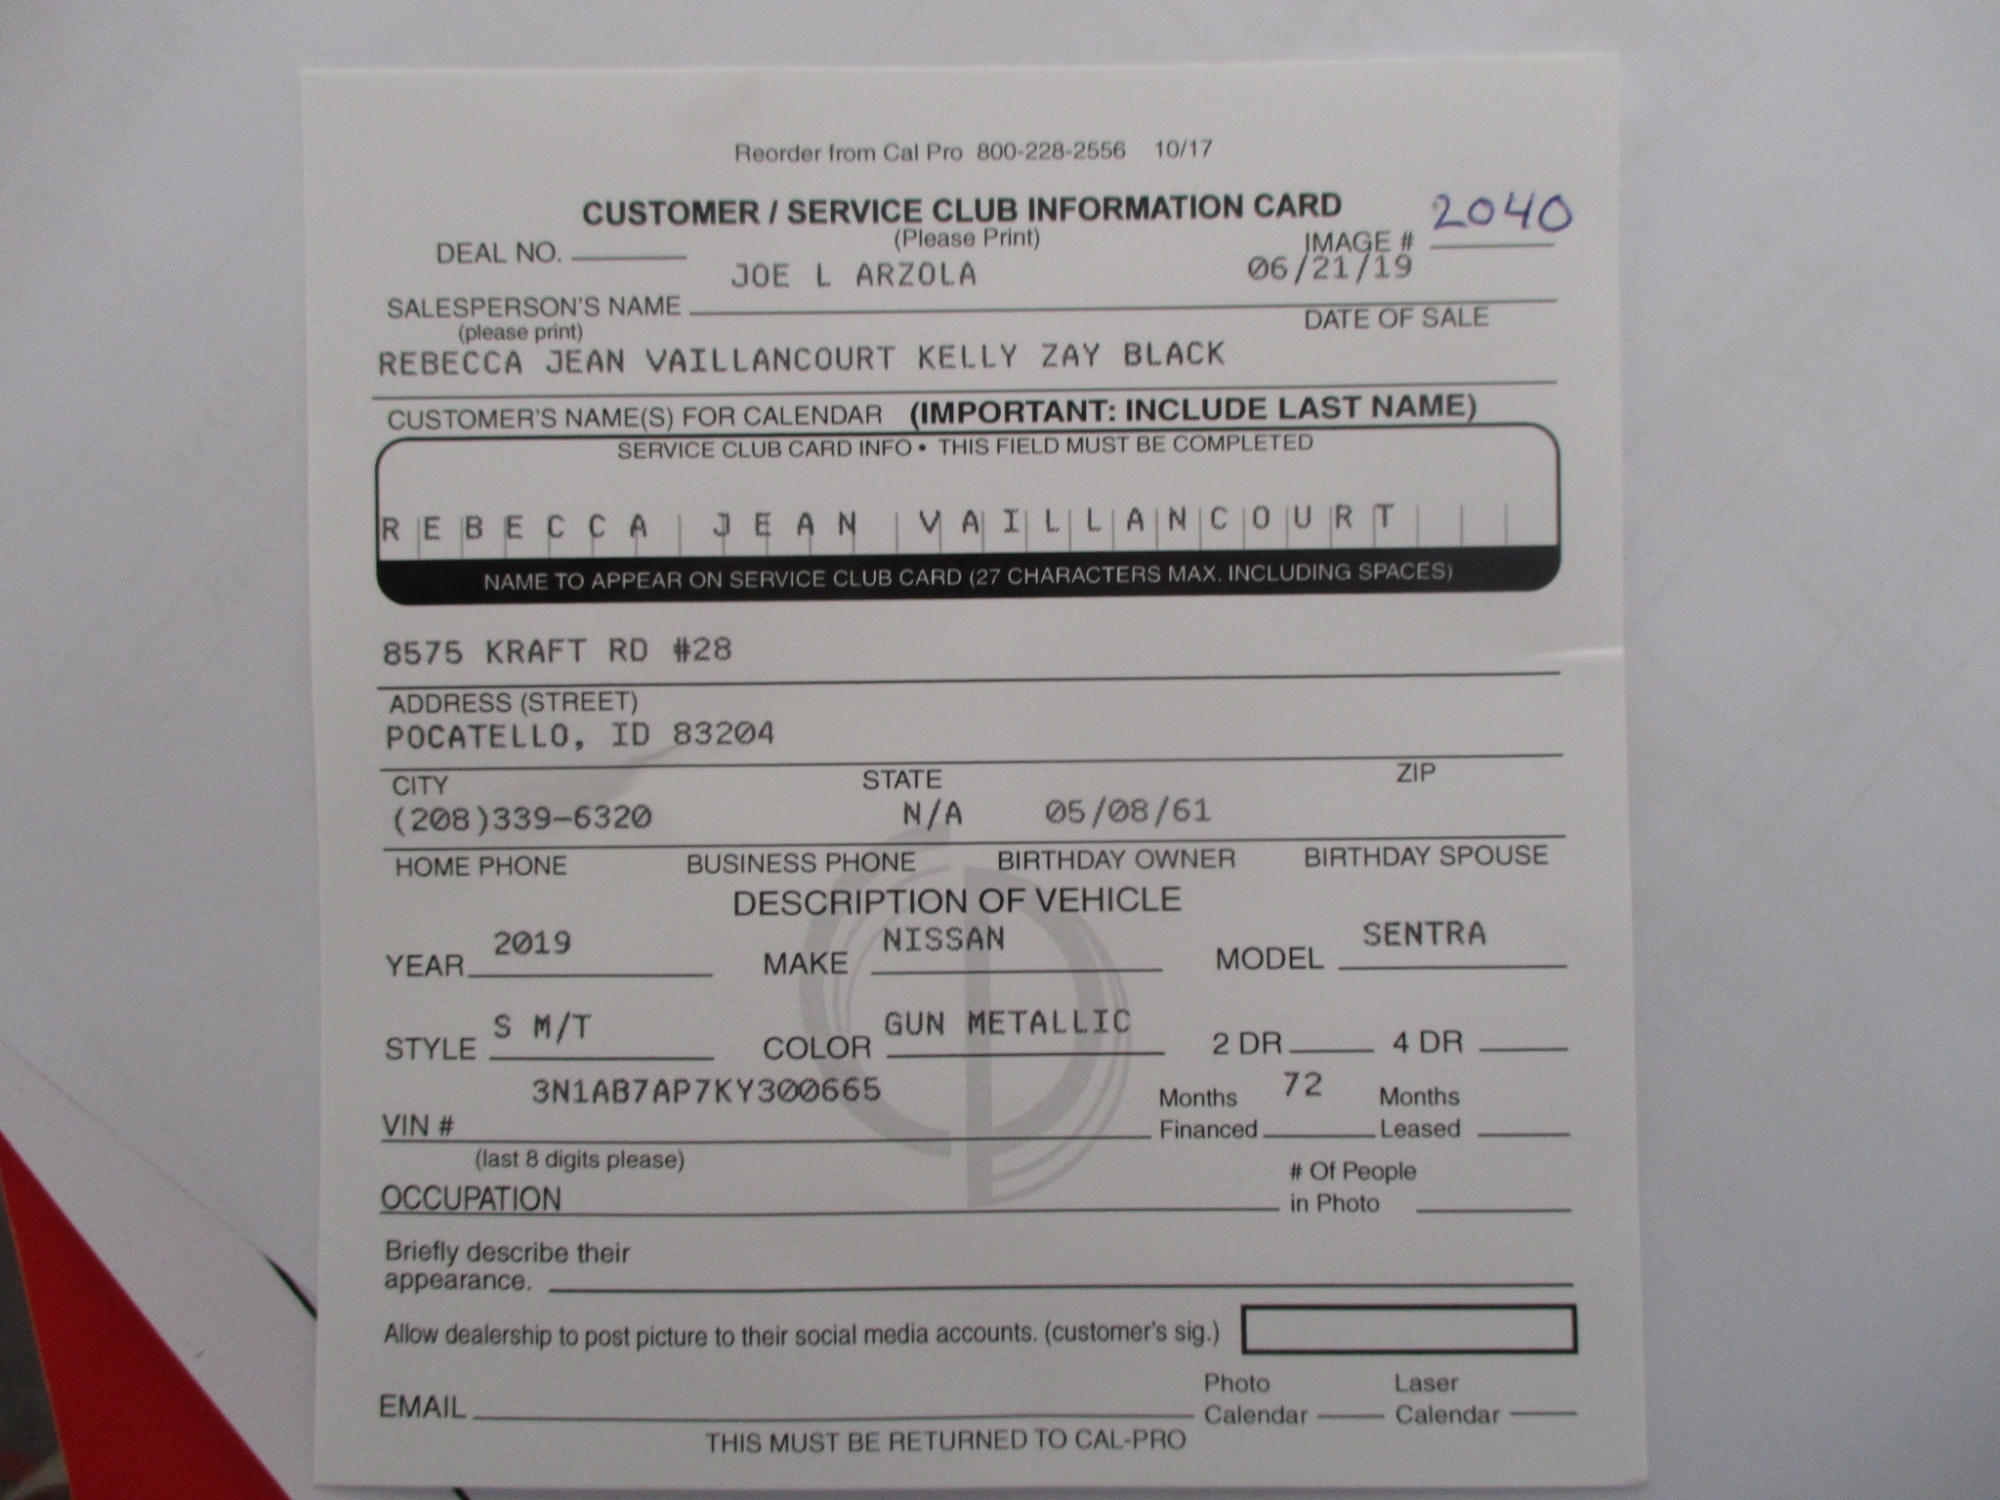 Reorder from Cal Pro 800-228-2556 10/17
CUSTOMER / SERVICE CLUB INFORMATION CARD 2040
(Please Print)
DEAL NO. IMAGE #
JOE L ARZOLA 06/21/19
SALESPERSON'S NAME DATE OF SALE
(please print)
REBECCA JEAN VAILLANCOURT KELLY ZAY BLACK
CUSTOMER'S NAME(S) FOR CALENDAR (IMPORTANT: INCLUDE LAST NAME)
SERVICE CLUB CARD INFO • THIS FIELD MUST BE COMPLETED
REBECCA JEAN VAILLANCOURT
NAME TO APPEAR ON SERVICE CLUB CARD (27 CHARACTERS MAX. INCLUDING SPACES)
8575 KRAFT RD #28
ADDRESS (STREET)
POCATELLO, ID 83204
CITY STATE ZIP
(208)339-6320 N/A 05/08/61
HOME PHONE BUSINESS PHONE BIRTHDAY OWNER BIRTHDAY SPOUSE
DESCRIPTION OF VEHICLE
YEAR 2019 MAKE NISSAN MODEL SENTRA
STYLE S M/T COLOR GUN METALLIC 2 DR 4 DR
3N1AB7AP7KY300665 Months 72 Months
VIN # Financed Leased
(last 8 digits please)
# Of People
OCCUPATION in Photo
Briefly describe their
appearance.
Allow dealership to post picture to their social media accounts. (customer's sig.)
Photo Laser
EMAIL Calendar Calendar
THIS MUST BE RETURNED TO CAL-PRO